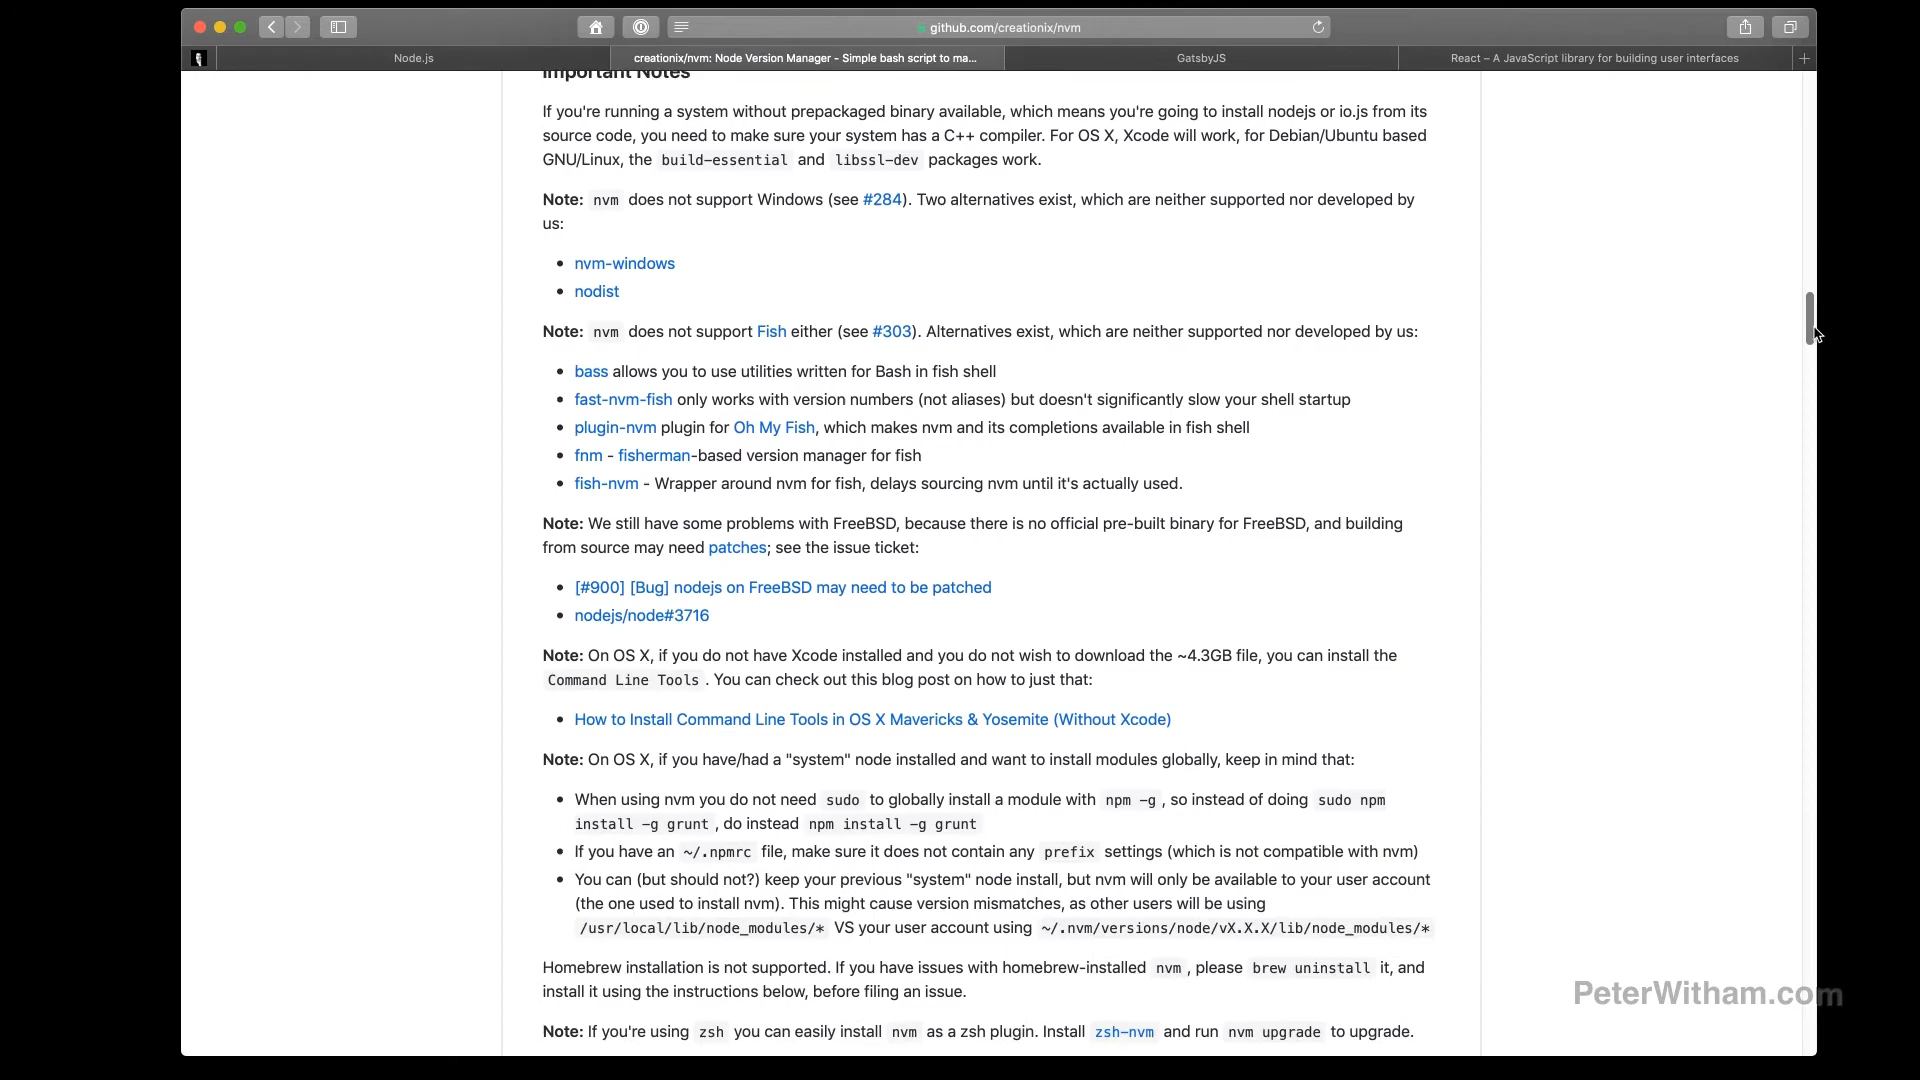 github.com/creationix/nvm
Node.js
creationix/nvm: Node Version Manager - Simple bash script to ma...
GatsbyJS
React – A JavaScript library for building user interfaces
Important Notes
If you're running a system without prepackaged binary available, which means you're going to install nodejs or io.js from its
source code, you need to make sure your system has a C++ compiler. For OS X, Xcode will work, for Debian/Ubuntu based
GNU/Linux, the build-essential and libssl-dev packages work.
Note: nvm does not support Windows (see #284). Two alternatives exist, which are neither supported nor developed by
us:
• nvm-windows
• nodist
Note: nvm does not support Fish either (see #303). Alternatives exist, which are neither supported nor developed by us:
• bass allows you to use utilities written for Bash in fish shell
• fast-nvm-fish only works with version numbers (not aliases) but doesn't significantly slow your shell startup
• plugin-nvm plugin for Oh My Fish, which makes nvm and its completions available in fish shell
• fnm - fisherman-based version manager for fish
• fish-nvm - Wrapper around nvm for fish, delays sourcing nvm until it's actually used.
Note: We still have some problems with FreeBSD, because there is no official pre-built binary for FreeBSD, and building
from source may need patches; see the issue ticket:
• [#900] [Bug] nodejs on FreeBSD may need to be patched
• nodejs/node#3716
Note: On OS X, if you do not have Xcode installed and you do not wish to download the ~4.3GB file, you can install the
Command Line Tools . You can check out this blog post on how to just that:
• How to Install Command Line Tools in OS X Mavericks & Yosemite (Without Xcode)
Note: On OS X, if you have/had a "system" node installed and want to install modules globally, keep in mind that:
• When using nvm you do not need sudo to globally install a module with npm -g , so instead of doing sudo npm
install -g grunt , do instead npm install -g grunt
• If you have an ~/.npmrc file, make sure it does not contain any prefix settings (which is not compatible with nvm)
• You can (but should not?) keep your previous "system" node install, but nvm will only be available to your user account
(the one used to install nvm). This might cause version mismatches, as other users will be using
/usr/local/lib/node_modules/* VS your user account using ~/.nvm/versions/node/vX.X.X/lib/node_modules/*
Homebrew installation is not supported. If you have issues with homebrew-installed nvm , please brew uninstall it, and
install it using the instructions below, before filing an issue.
Note: If you're using zsh you can easily install nvm as a zsh plugin. Install zsh-nvm and run nvm upgrade to upgrade.
PeterWitham.com